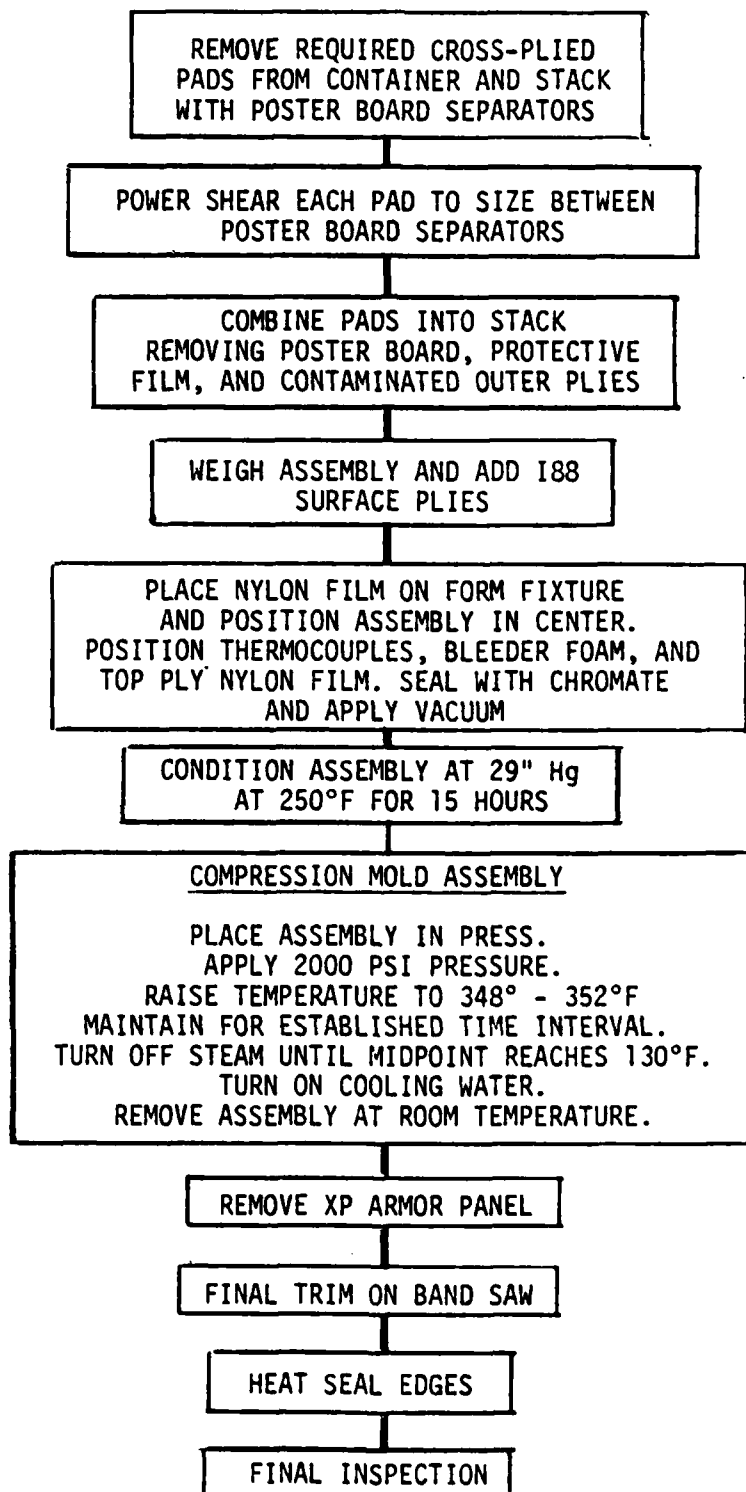 REMOVE REQUIRED CROSS-PLIED
PADS FROM CONTAINER AND STACK
WITH POSTER BOARD SEPARATORS
POWER SHEAR EACH PAD TO SIZE BETWEEN
POSTER BOARD SEPARATORS
COMBINE PADS INTO STACK
REMOVING POSTER BOARD, PROTECTIVE
FILM, AND CONTAMINATED OUTER PLIES
WEIGH ASSEMBLY AND ADD I88
SURFACE PLIES
PLACE NYLON FILM ON FORM FIXTURE
AND POSITION ASSEMBLY IN CENTER.
POSITION THERMOCOUPLES, BLEEDER FOAM, AND
TOP PLY NYLON FILM. SEAL WITH CHROMATE
AND APPLY VACUUM
CONDITION ASSEMBLY AT 29" Hg
AT 250°F FOR 15 HOURS
COMPRESSION MOLD ASSEMBLY
PLACE ASSEMBLY IN PRESS.
APPLY 2000 PSI PRESSURE.
RAISE TEMPERATURE TO 348° - 352°F
MAINTAIN FOR ESTABLISHED TIME INTERVAL.
TURN OFF STEAM UNTIL MIDPOINT REACHES 130°F.
TURN ON COOLING WATER.
REMOVE ASSEMBLY AT ROOM TEMPERATURE.
REMOVE XP ARMOR PANEL
FINAL TRIM ON BAND SAW
HEAT SEAL EDGES
FINAL INSPECTION